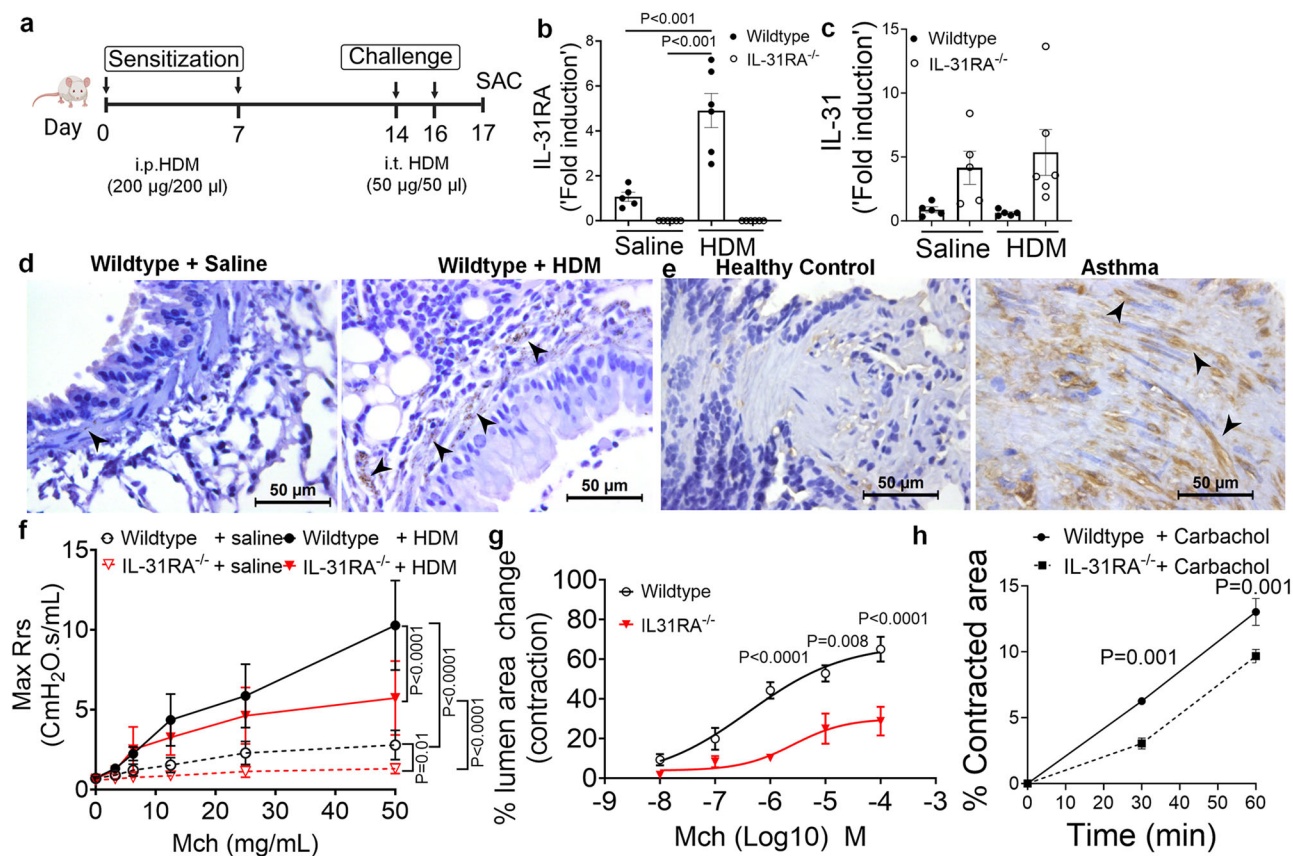 a
Sensitization
Challenge
SAC
Day
0
7
14
16
17
i.p.HDM
(200 µg/200 µl)
i.t. HDM
(50 µg/50 µl)
b
P<0.001
P<0.001
Wildtype
IL-31RA-/-
IL-31RA
('Fold induction')
8
6
4
2
0
Saline
HDM
c
Wildtype
IL-31RA-/-
IL-31
('Fold induction')
15
10
5
0
Saline
HDM
d
Wildtype + Saline
Wildtype + HDM
50 µm
50 µm
e
Healthy Control
Asthma
50 µm
50 µm
f
Wildtype + saline
Wildtype + HDM
IL-31RA-/- + saline
IL-31RA-/- + HDM
Max Rrs
(CmH2O.s/mL)
15
10
5
0
0
10
20
30
40
50
Mch (mg/mL)
P<0.0001
P<0.0001
P=0.01
P<0.0001
g
Wildtype
IL31RA-/-
% lumen area change
(contraction)
100
80
60
40
20
0
-9
-8
-7
-6
-5
-4
-3
Mch (Log10) M
P<0.0001
P=0.008
P<0.0001
h
Wildtype + Carbachol
IL-31RA-/- + Carbachol
% Contracted area
15
10
5
0
0
10
20
30
40
50
60
Time (min)
P=0.001
P=0.001